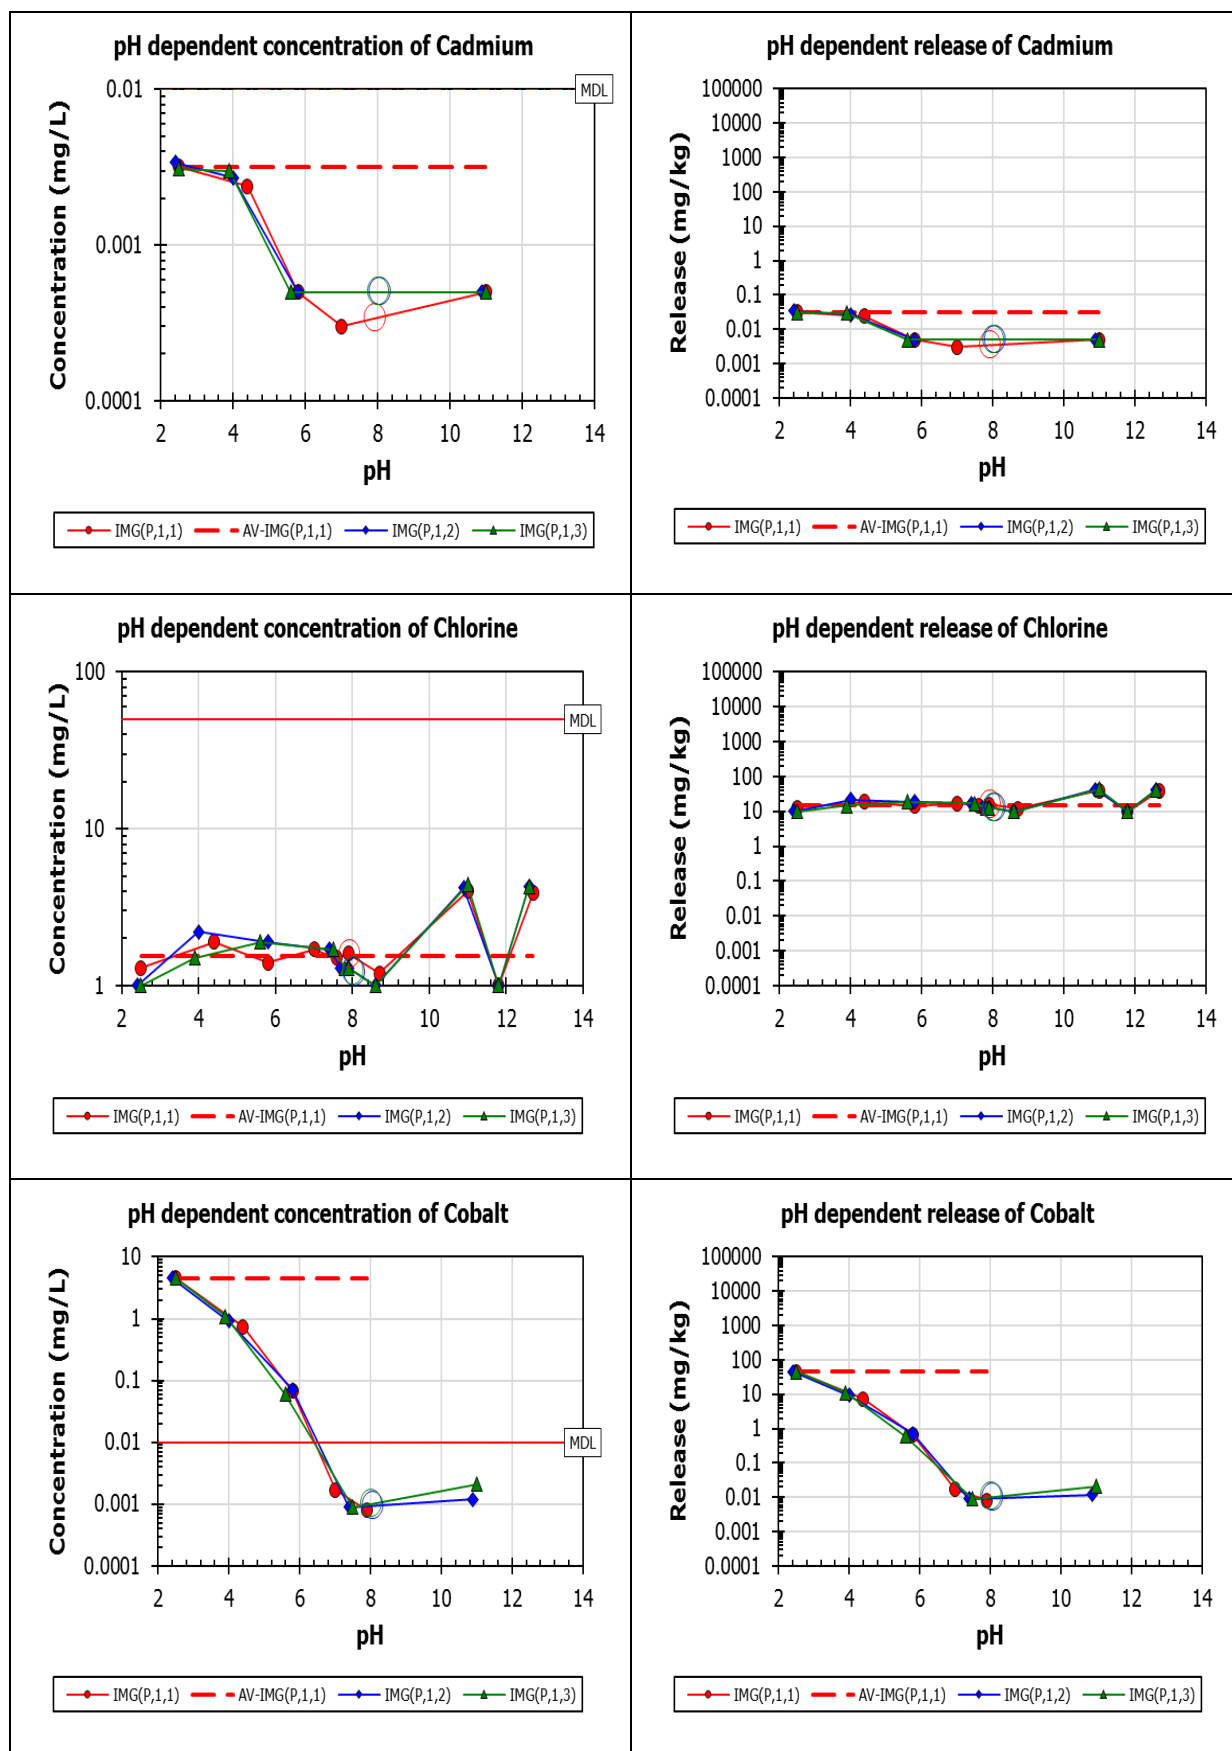 pH dependent concentration of Cadmium
Concentration (mg/L)
0.01
0.001
0.0001
MDL
2 4 6 8 10 12 14
pH
IMG(P,1,1) AV-IMG(P,1,1) IMG(P,1,2) IMG(P,1,3)
pH dependent release of Cadmium
Release (mg/kg)
100000
10000
1000
100
10
1
0.1
0.01
0.001
0.0001
2 4 6 8 10 12 14
pH
IMG(P,1,1) AV-IMG(P,1,1) IMG(P,1,2) IMG(P,1,3)
pH dependent concentration of Chlorine
Concentration (mg/L)
100
10
1
MDL
2 4 6 8 10 12 14
pH
IMG(P,1,1) AV-IMG(P,1,1) IMG(P,1,2) IMG(P,1,3)
pH dependent release of Chlorine
Release (mg/kg)
100000
10000
1000
100
10
1
0.1
0.01
0.001
0.0001
2 4 6 8 10 12 14
pH
IMG(P,1,1) AV-IMG(P,1,1) IMG(P,1,2) IMG(P,1,3)
pH dependent concentration of Cobalt
Concentration (mg/L)
10
1
0.1
0.01
0.001
0.0001
MDL
2 4 6 8 10 12 14
pH
IMG(P,1,1) AV-IMG(P,1,1) IMG(P,1,2) IMG(P,1,3)
pH dependent release of Cobalt
Release (mg/kg)
100000
10000
1000
100
10
1
0.1
0.01
0.001
0.0001
2 4 6 8 10 12 14
pH
IMG(P,1,1) AV-IMG(P,1,1) IMG(P,1,2) IMG(P,1,3)